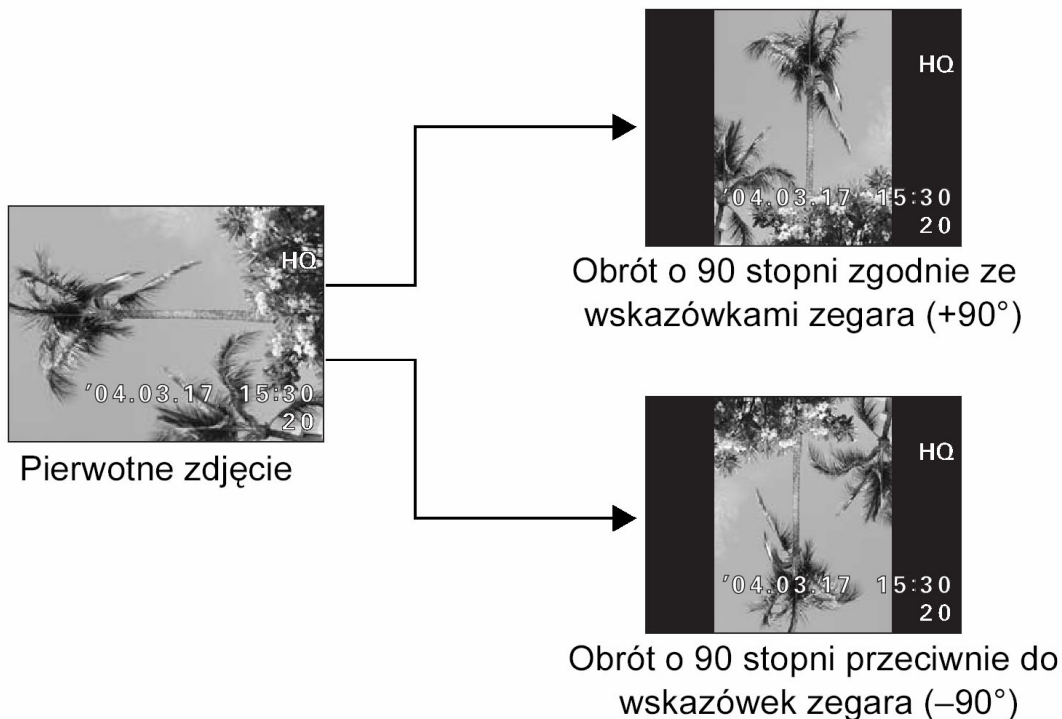 HQ
'04.03.17 15:30
20
Pierwotne zdjęcie
HQ
'04.03.17 15:30
20
Obrót o 90 stopni zgodnie ze
wskazówkami zegara (+90°)
HQ
'04.03.17 15:30
20
Obrót o 90 stopni przeciwnie do
wskazówek zegara (–90°)